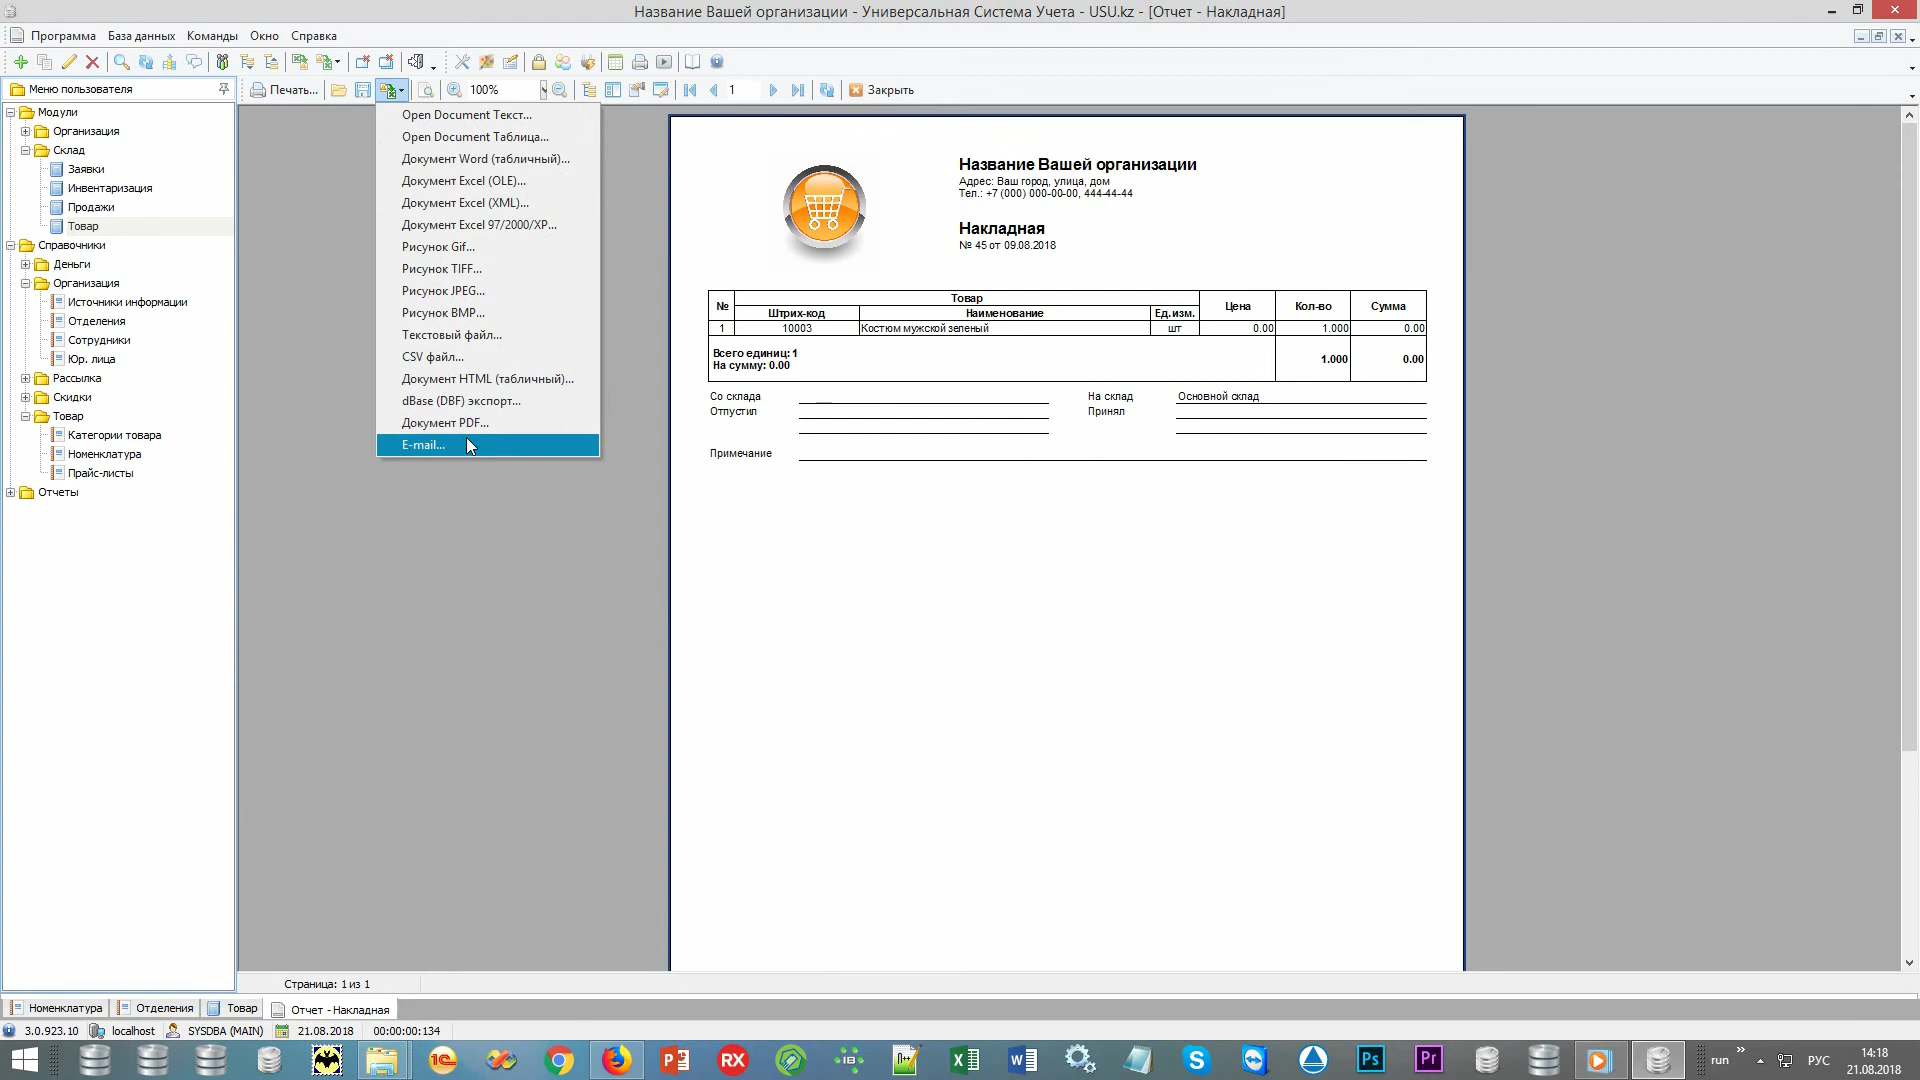 Название Вашей организации - Универсальная Система Учета - USU.kz - [Отчет - Накладная]
Программа База данных Команды Окно Справка
Меню пользователя
Печать... 100% 1 Закрыть
Модули
Организация
Склад
Заявки
Инвентаризация
Продажи
Товар
Справочники
Деньги
Организация
Источники информации
Отделения
Сотрудники
Юр. лица
Рассылка
Скидки
Товар
Категории товара
Номенклатура
Прайс-листы
Отчеты
Open Document Текст...
Open Document Таблица...
Документ Word (табличный)...
Документ Excel (OLE)...
Документ Excel (XML)...
Документ Excel 97/2000/XP...
Рисунок Gif...
Рисунок TIFF...
Рисунок JPEG...
Рисунок BMP...
Текстовый файл...
CSV файл...
Документ HTML (табличный)...
dBase (DBF) экспорт...
Документ PDF...
E-mail...
Название Вашей организации
Адрес: Ваш город, улица, дом
Тел.: +7 (000) 000-00-00, 444-44-44
Накладная
№ 45 от 09.08.2018
№ Товар Цена Кол-во Сумма
Штрих-код Наименование Ед.изм.
1 10003 Костюм мужской зеленый шт 0.00 1.000 0.00
Всего единиц: 1 1.000 0.00
На сумму: 0.00
Со склада На склад Основной склад
Отпустил Принял
Примечание
Страница: 1 из 1
Номенклатура Отделения Товар Отчет - Накладная
3.0.923.10 localhost SYSDBA (MAIN) 21.08.2018 00:00:00:134
run РУС 14:18
21.08.2018